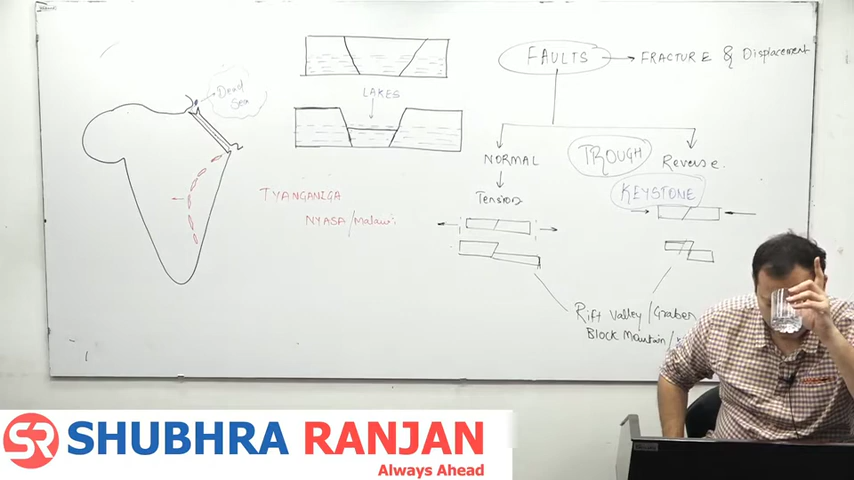 Dead
Sea
LAKES
TYANGANIGA
NYASA/Malawi
FAULTS
FRACTURE & Displacement
NORMAL
TROUGH
Reverse.
Tension
KEYSTONE
Rift Valley/Graben
Block Mountain/
SHUBHRA RANJAN
Always Ahead
SR